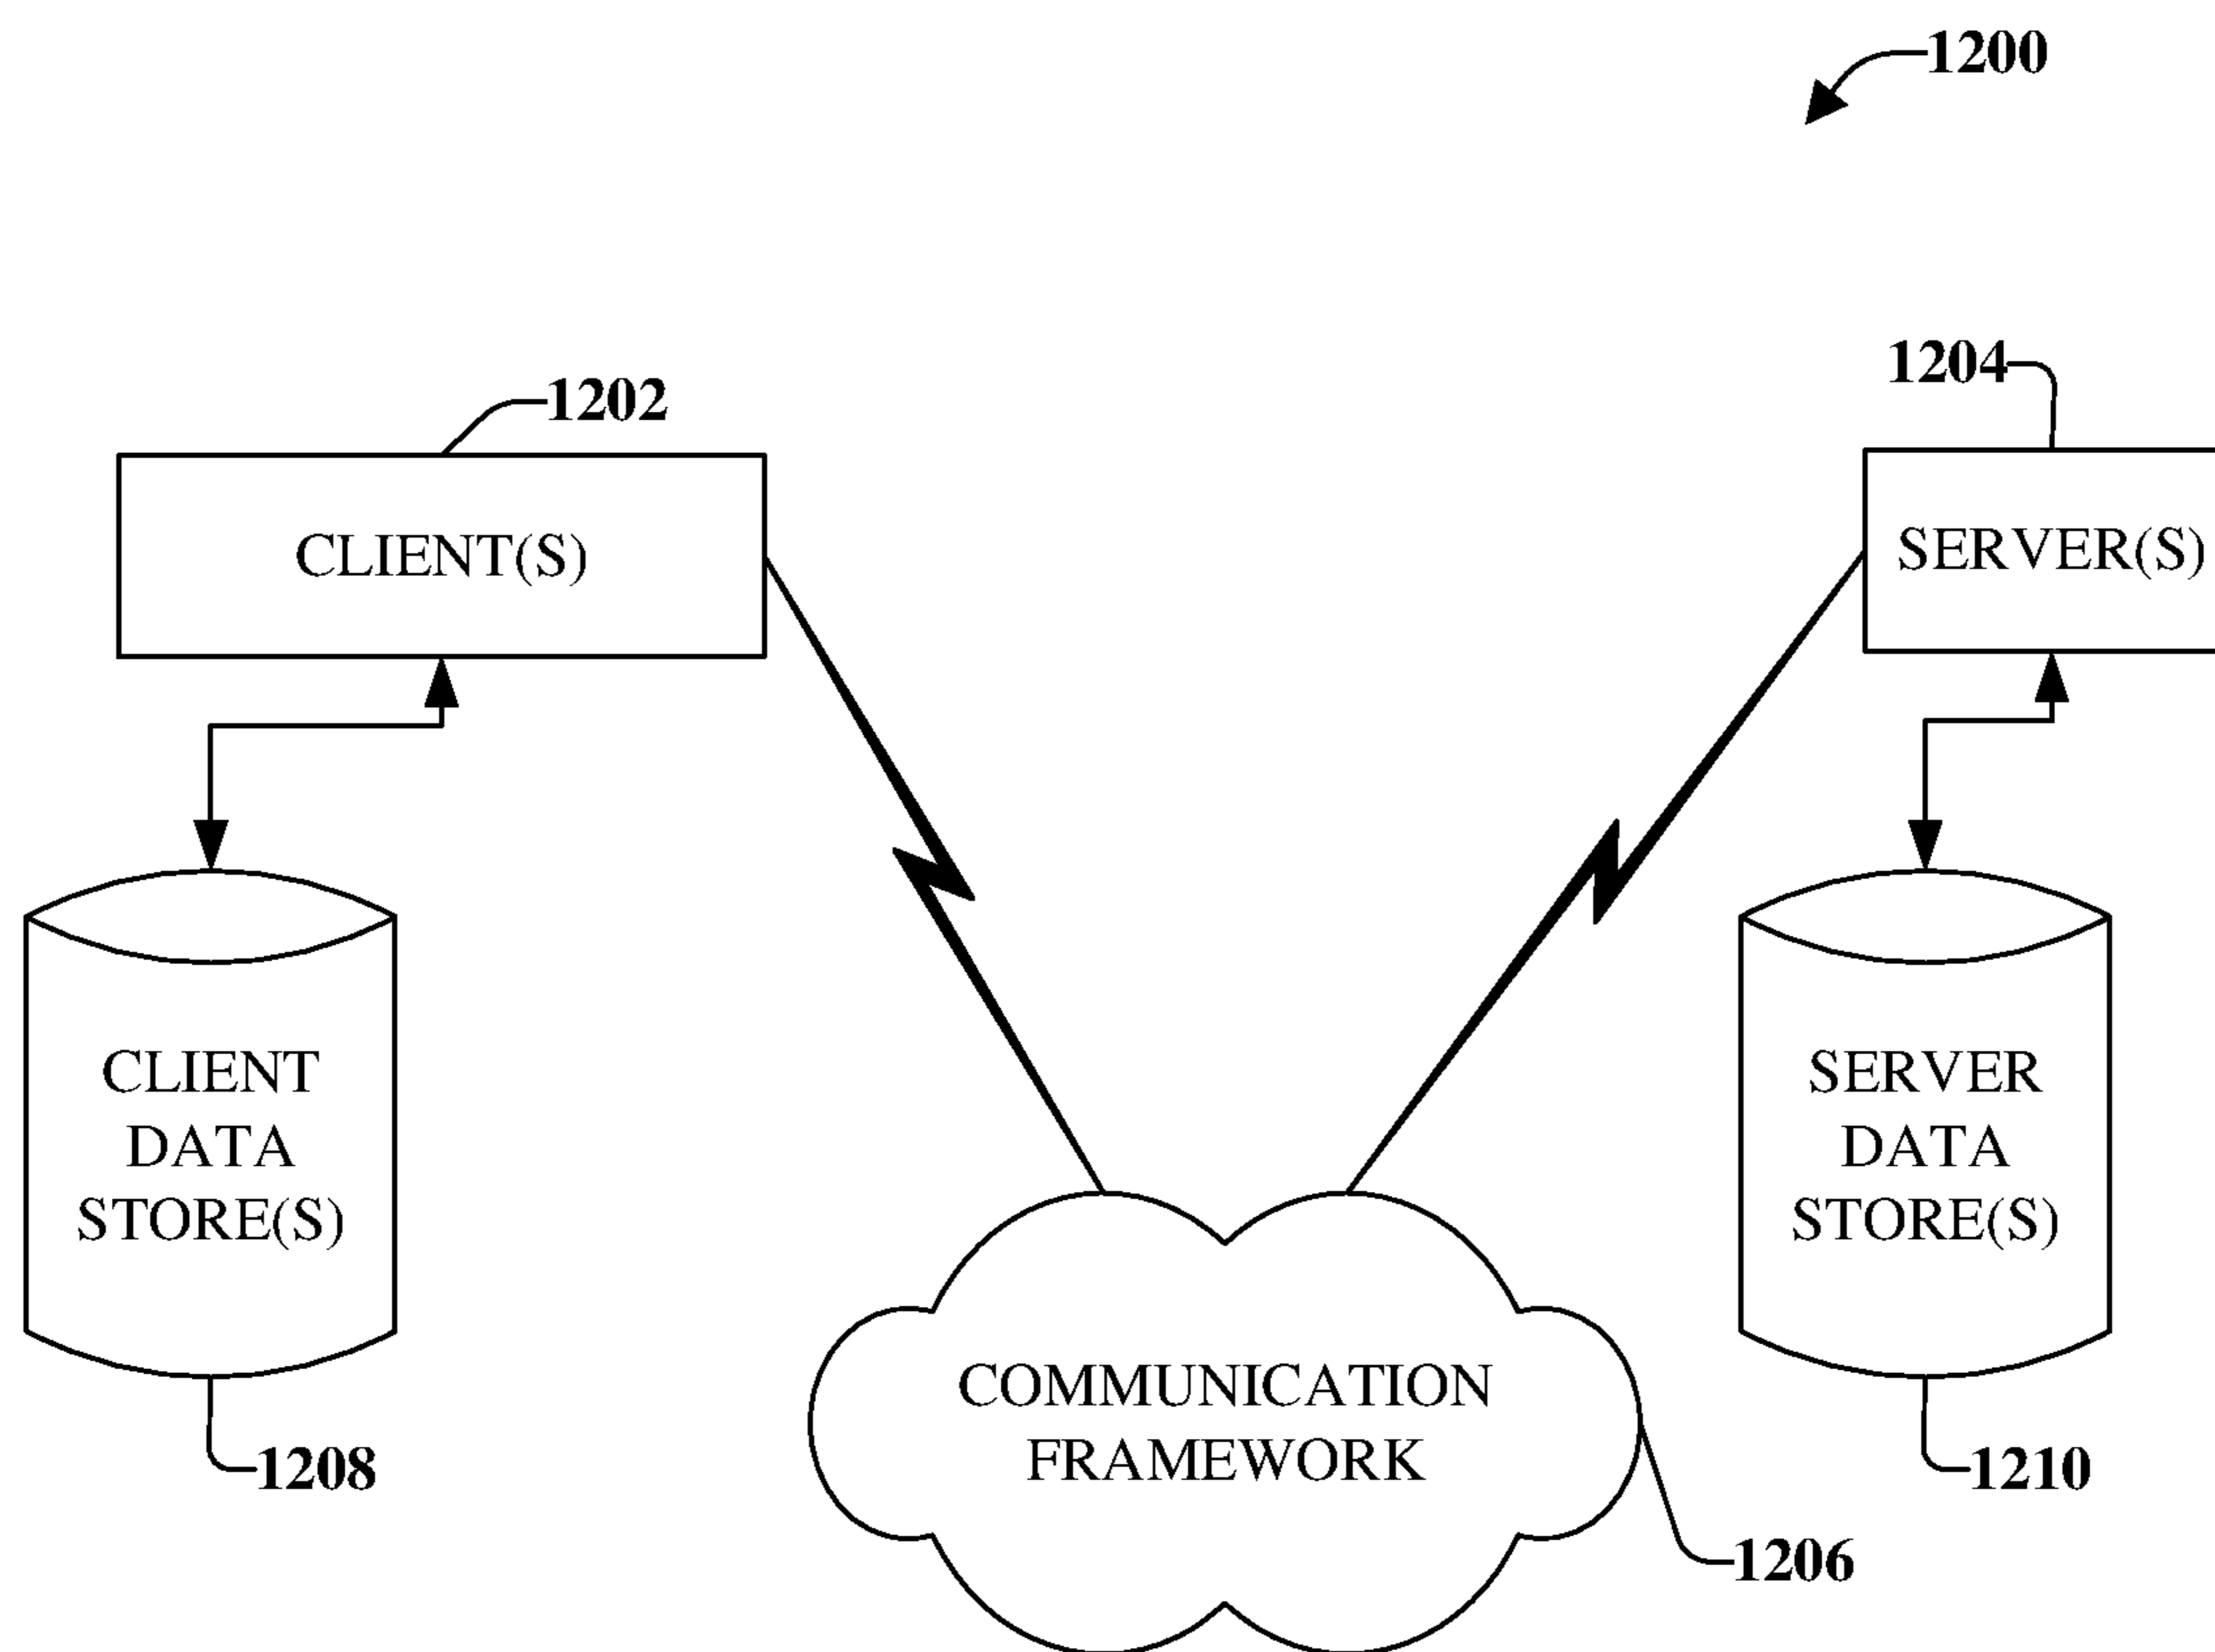 1200
1204
1202
CLIENT(S)
SERVER(S)
CLIENT
DATA
STORE(S)
SERVER
DATA
STORE(S)
COMMUNICATION
FRAMEWORK
1208
1210
1206